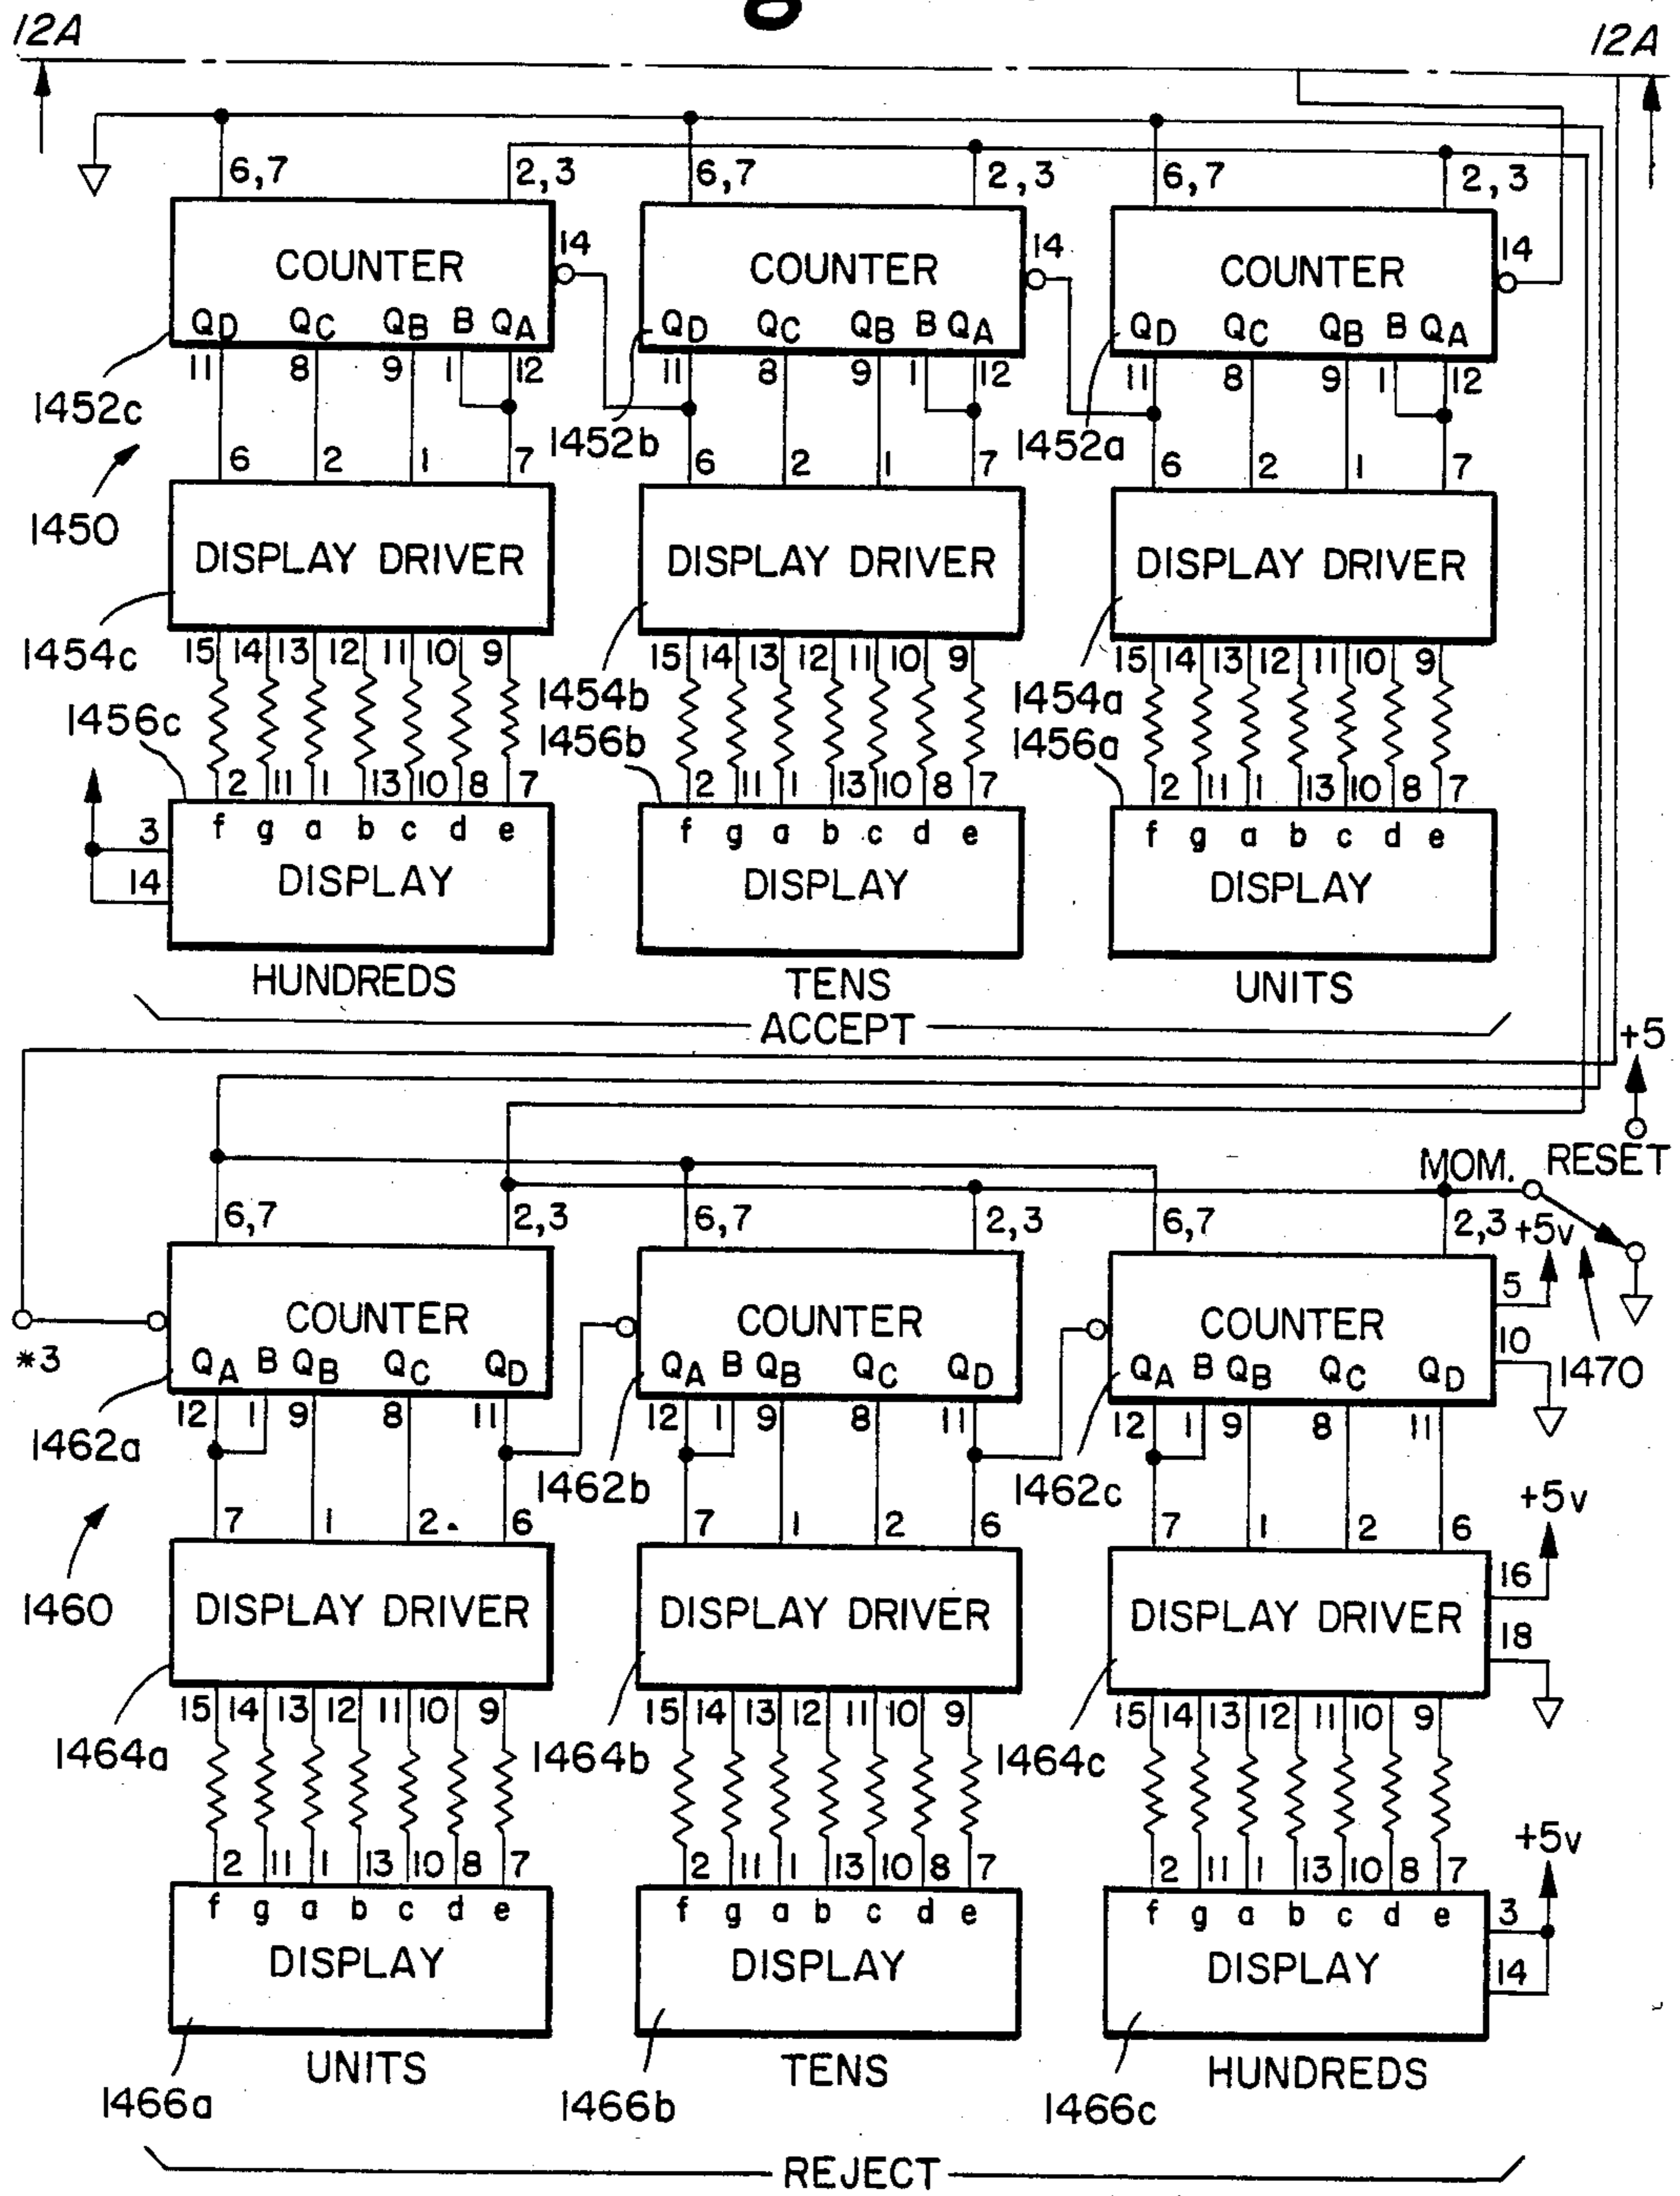 12A 12A
6,7 2,3 6,7 2,3 6,7 2,3
COUNTER 14 COUNTER 14 COUNTER 14
QD QC QB B QA QD QC QB B QA QD QC QB B QA
11 8 9 1 12 11 8 9 1 12 11 8 9 1 12
1452c 1452b 1452a
1450
6 2 1 7 6 2 1 7 6 2 1 7
DISPLAY DRIVER DISPLAY DRIVER DISPLAY DRIVER
1454c 1454b 1454a
15 14 13 12 11 10 9 15 14 13 12 11 10 9 15 14 13 12 11 10 9
1456c 1456b 1456a
2 11 1 13 10 8 7 2 11 1 13 10 8 7 2 11 1 13 10 8 7
f g a b c d e f g a b c d e f g a b c d e
3
14
DISPLAY DISPLAY DISPLAY
HUNDREDS TENS UNITS
ACCEPT
+5
MOM. RESET
6,7 2,3 6,7 2,3 6,7 2,3 +5v
COUNTER COUNTER COUNTER 5
10
*3
1470
QA B QB QC QD QA B QB QC QD QA B QB QC QD
12 1 9 8 11 12 1 9 8 11 12 1 9 8 11
1462a 1462b 1462c
1460
+5v
7 1 2 6 7 1 2 6 7 1 2 6
DISPLAY DRIVER DISPLAY DRIVER DISPLAY DRIVER 16
18
15 14 13 12 11 10 9 15 14 13 12 11 10 9 15 14 13 12 11 10 9
1464a 1464b 1464c
+5v
2 11 1 13 10 8 7 2 11 1 13 10 8 7 2 11 1 13 10 8 7
f g a b c d e f g a b c d e f g a b c d e 3
14
DISPLAY DISPLAY DISPLAY
UNITS TENS HUNDREDS
1466a 1466b 1466c
REJECT